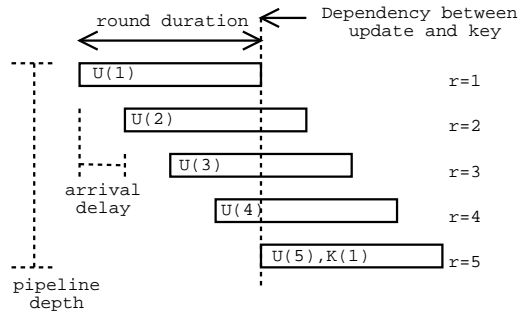 round duration
Dependency between
update and key
U(1)
r=1
U(2)
r=2
U(3)
r=3
arrival
delay
U(4)
r=4
U(5),K(1)
r=5
pipeline
depth